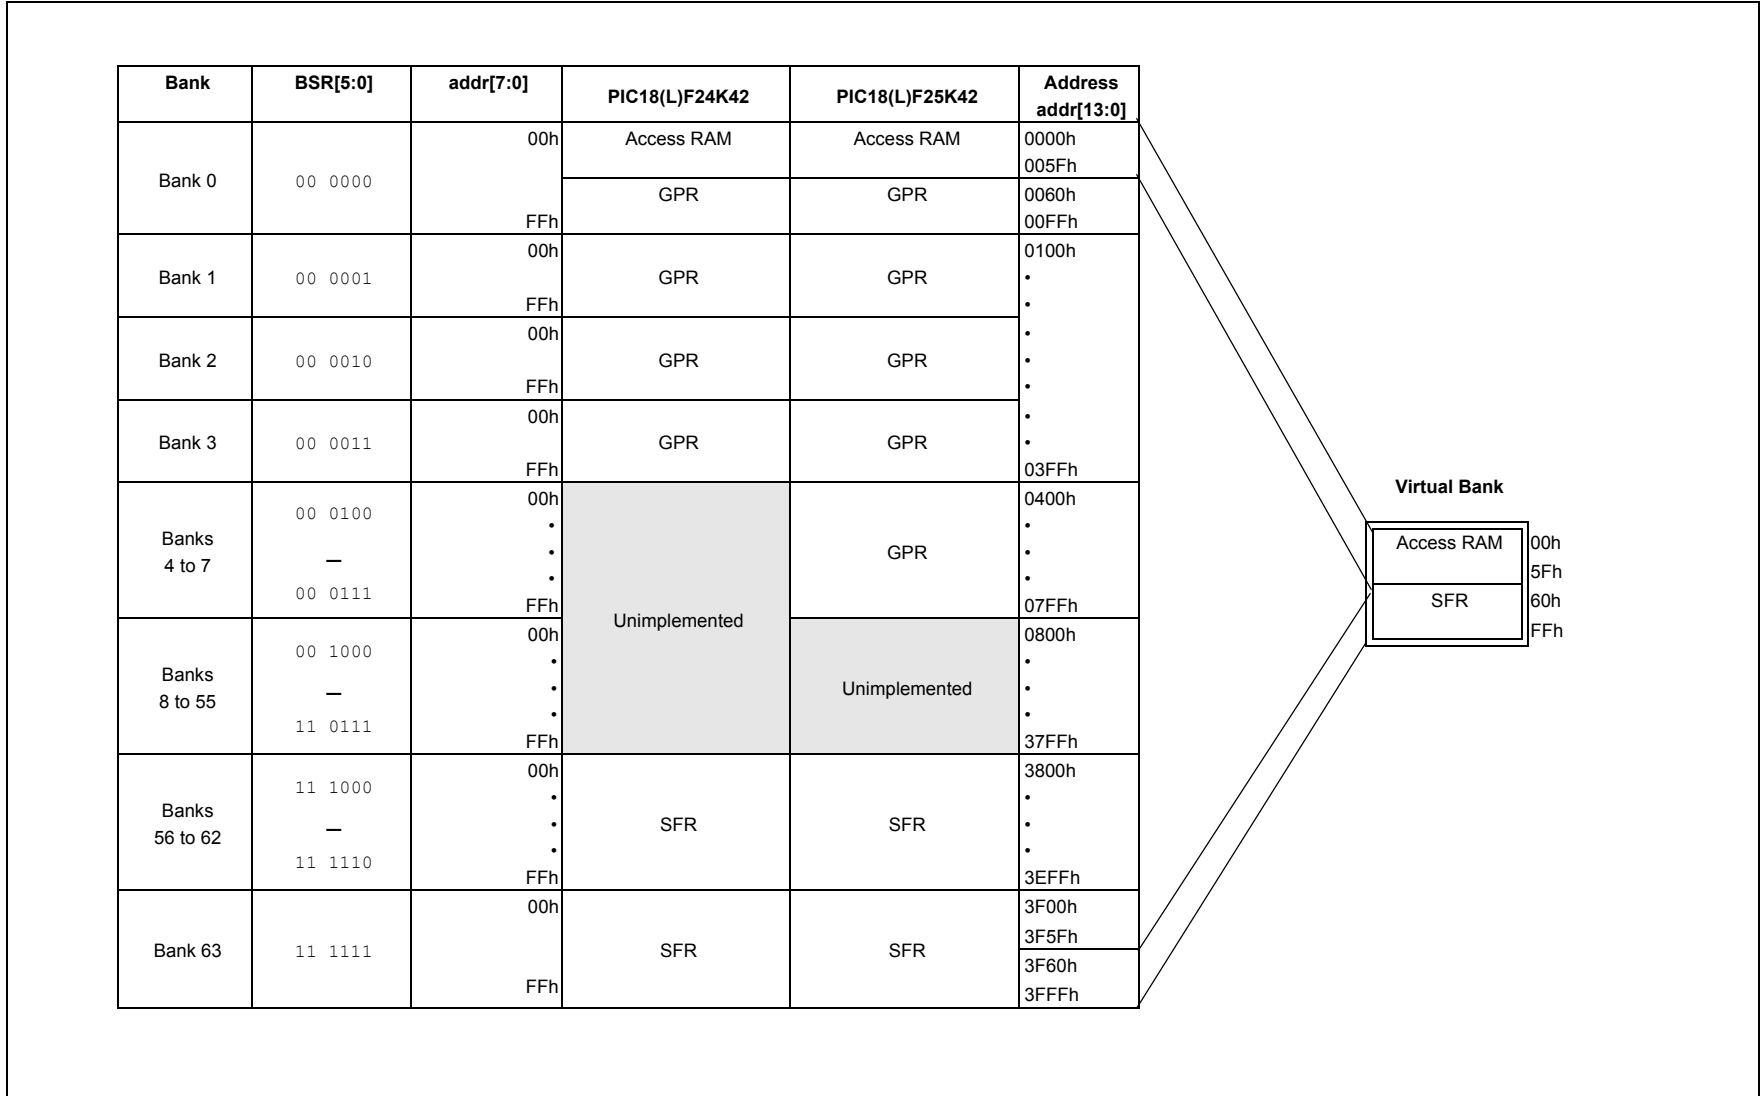 Bank BSR[5:0] addr[7:0] PIC18(L)F24K42 PIC18(L)F25K42 Address
addr[13:0]
00h Access RAM Access RAM 0000h
005Fh
Bank 0 00 0000
GPR GPR 0060h
FFh 00FFh
00h 0100h
Bank 1 00 0001 GPR GPR •
FFh •
00h •
Bank 2 00 0010 GPR GPR •
FFh •
00h •
Bank 3 00 0011 GPR GPR •
FFh 03FFh
00h 0400h
00 0100
• •
Banks
4 to 7
– • GPR •
• •
00 0111
FFh 07FFh
Unimplemented
00h 0800h
00 1000
• •
Banks
8 to 55
– • Unimplemented •
• •
11 0111
FFh 37FFh
00h 3800h
11 1000
• •
Banks
56 to 62
– • SFR SFR •
• •
11 1110
FFh 3EFFh
00h 3F00h
3F5Fh
Bank 63 11 1111 SFR SFR
3F60h
FFh 3FFFh
Virtual Bank
Access RAM 00h
5Fh
SFR 60h
FFh